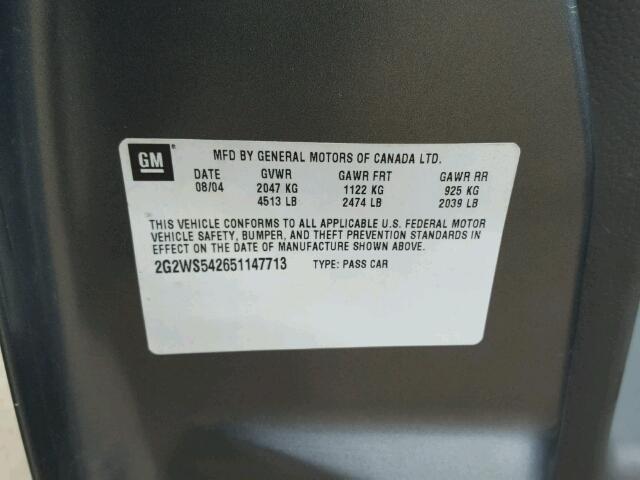 GM® MFD BY GENERAL MOTORS OF CANADA LTD.
DATE GVWR GAWR FRT GAWR RR
08/04 2047 KG 1122 KG 925 KG
4513 LB 2474 LB 2039 LB
THIS VEHICLE CONFORMS TO ALL APPLICABLE U.S. FEDERAL MOTOR
VEHICLE SAFETY, BUMPER, AND THEFT PREVENTION STANDARDS IN
EFFECT ON THE DATE OF MANUFACTURE SHOWN ABOVE.
2G2WS542651147713 TYPE: PASS CAR